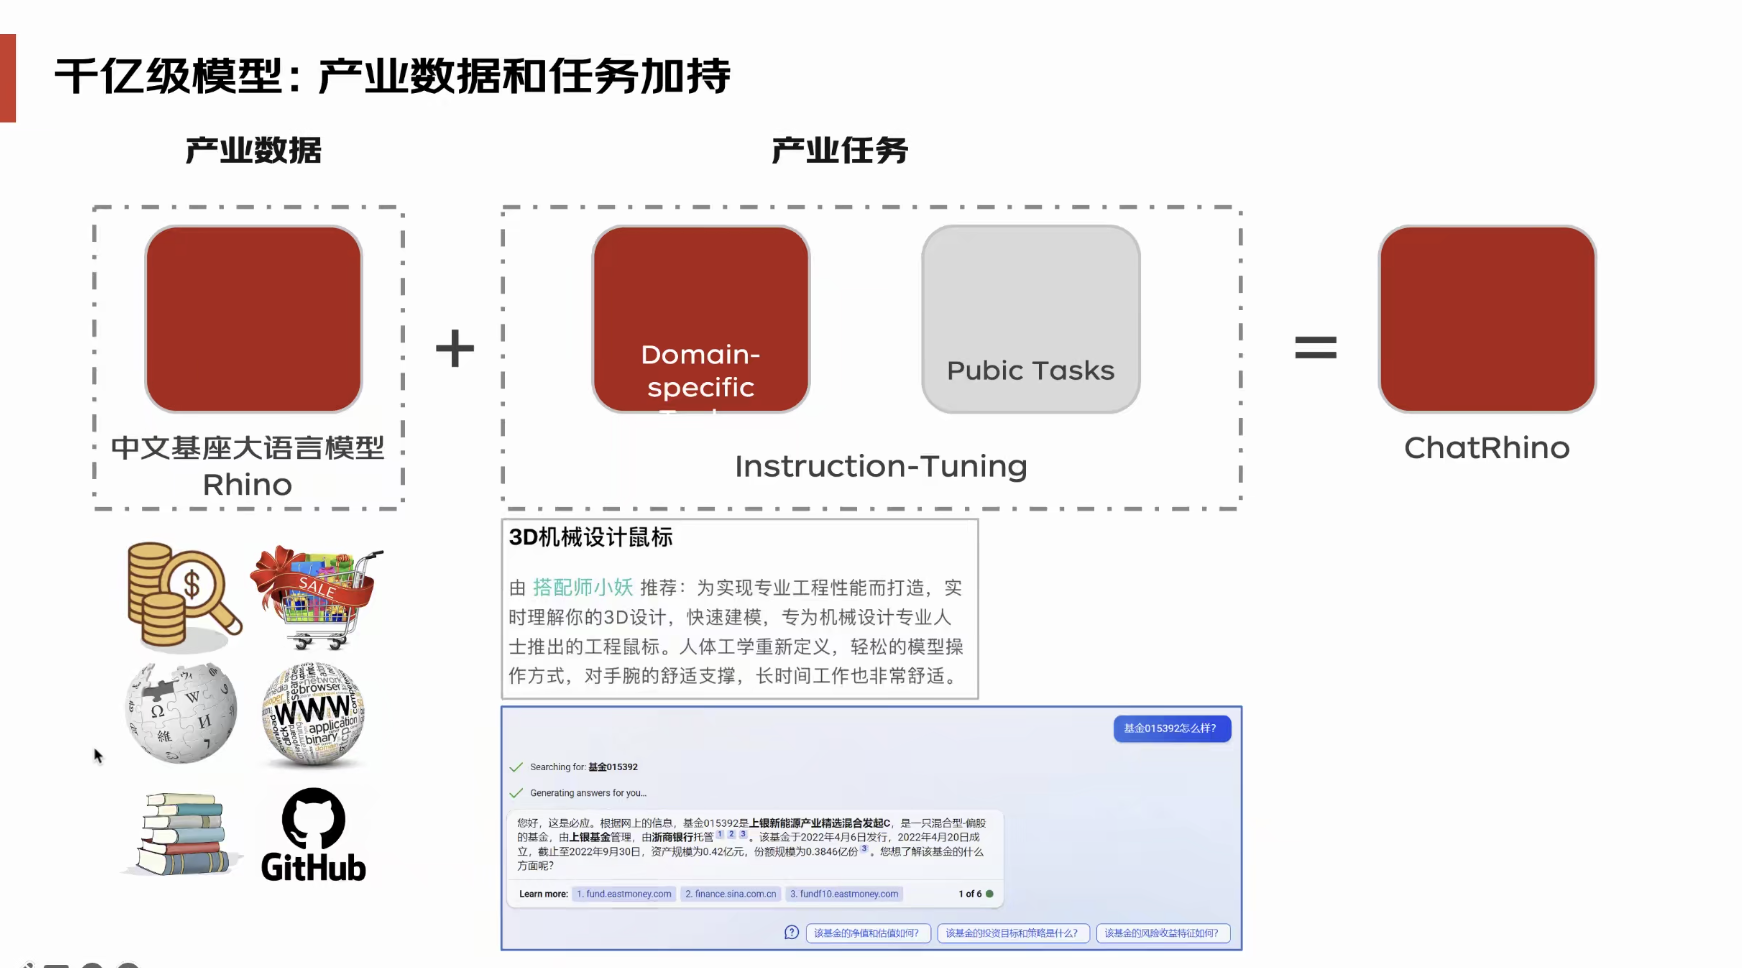 千亿级模型：产业数据和任务加持
产业数据
产业任务
中文基座大语言模型
Rhino
+
Domain-
specific
Pubic Tasks
Instruction-Tuning
=
ChatRhino
SALE
WWW
browser
network
application
binary
GitHub
3D机械设计鼠标
由 搭配师小妖 推荐：为实现专业工程性能而打造，实
时理解你的3D设计，快速建模，专为机械设计专业人
士推出的工程鼠标。人体工学重新定义，轻松的模型操
作方式，对手腕的舒适支撑，长时间工作也非常舒适。
基金015392怎么样？
Searching for: 基金015392
Generating answers for you...
您好，这是必应。根据网上的信息，基金015392是上银新能源产业精选混合发起C，是一只混合型-偏股
的基金，由上银基金管理，由浙商银行托管 1 2 3 。该基金于2022年4月6日发行，2022年4月20日成
立，截止至2022年9月30日，资产规模为0.42亿元，份额规模为0.3846亿份 3 。您想了解该基金的什么
方面呢？
Learn more: 1. fund.eastmoney.com 2. finance.sina.com.cn 3. fundf10.eastmoney.com 1 of 6
该基金的净值和估值如何？ 该基金的投资目标和策略是什么？ 该基金的风险收益特征如何？